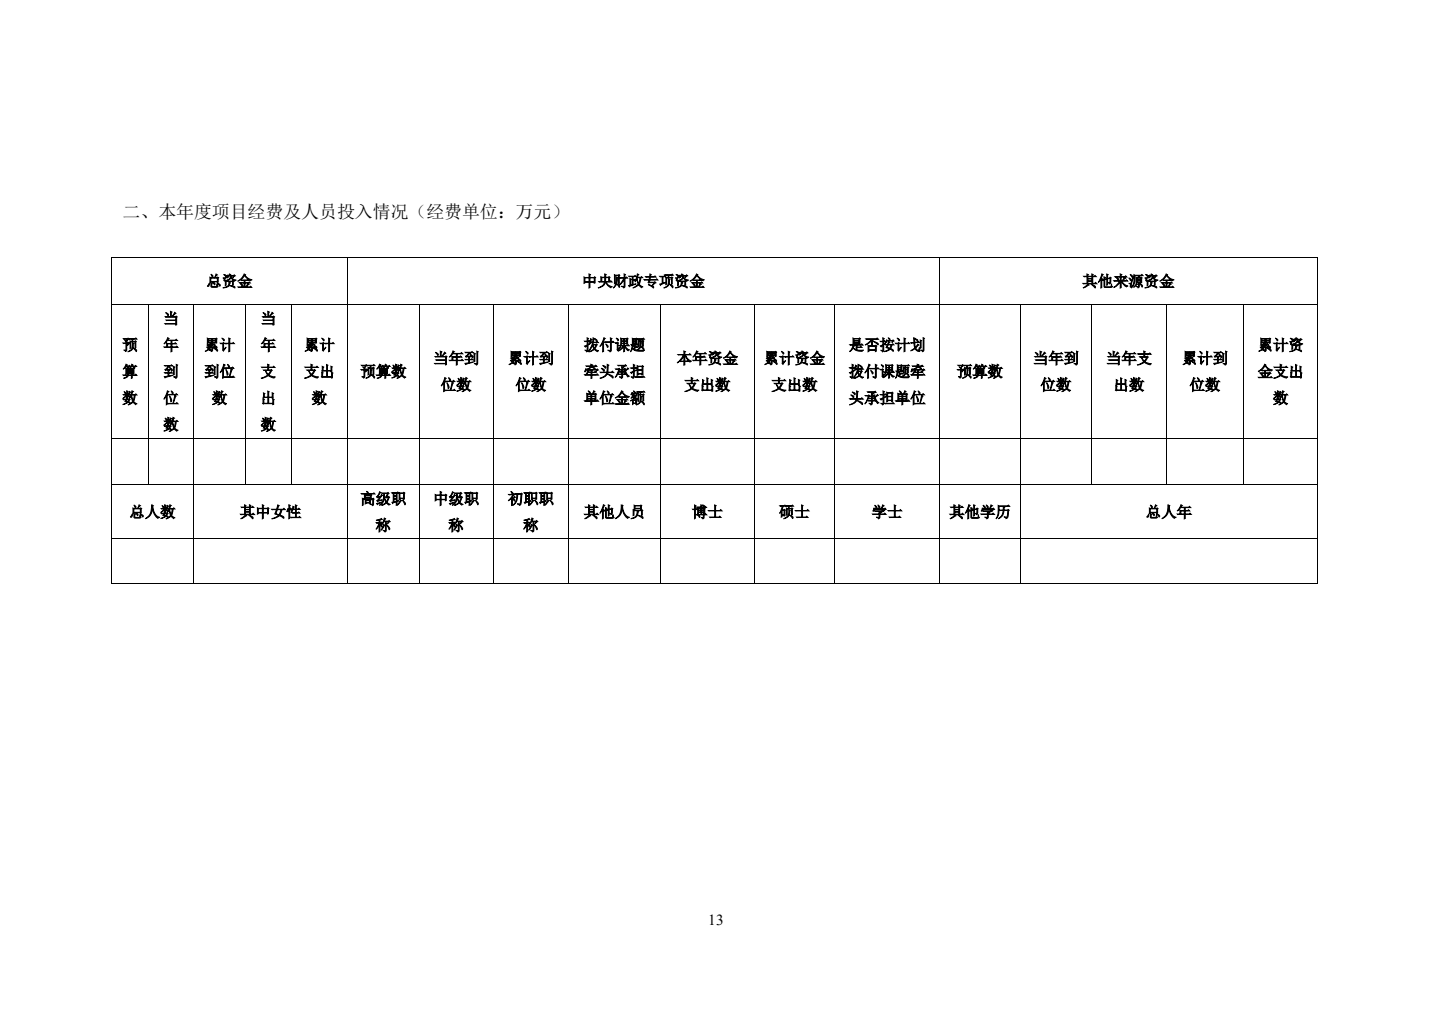 二、本年度项目经费及人员投入情况（经费单位：万元）
总资金 中央财政专项资金 其他来源资金
预算数
当年到位数
累计到位数
当年支出数
累计支出数
预算数
当年到位数
累计到位数
拨付课题牵头承担单位金额
本年资金支出数
累计资金支出数
是否按计划拨付课题牵头承担单位
预算数
当年到位数
当年支出数
累计到位数
累计资金支出数
总人数
其中女性
高级职称
中级职称
初职职称
其他人员
博士
硕士
学士
其他学历
总人年
13